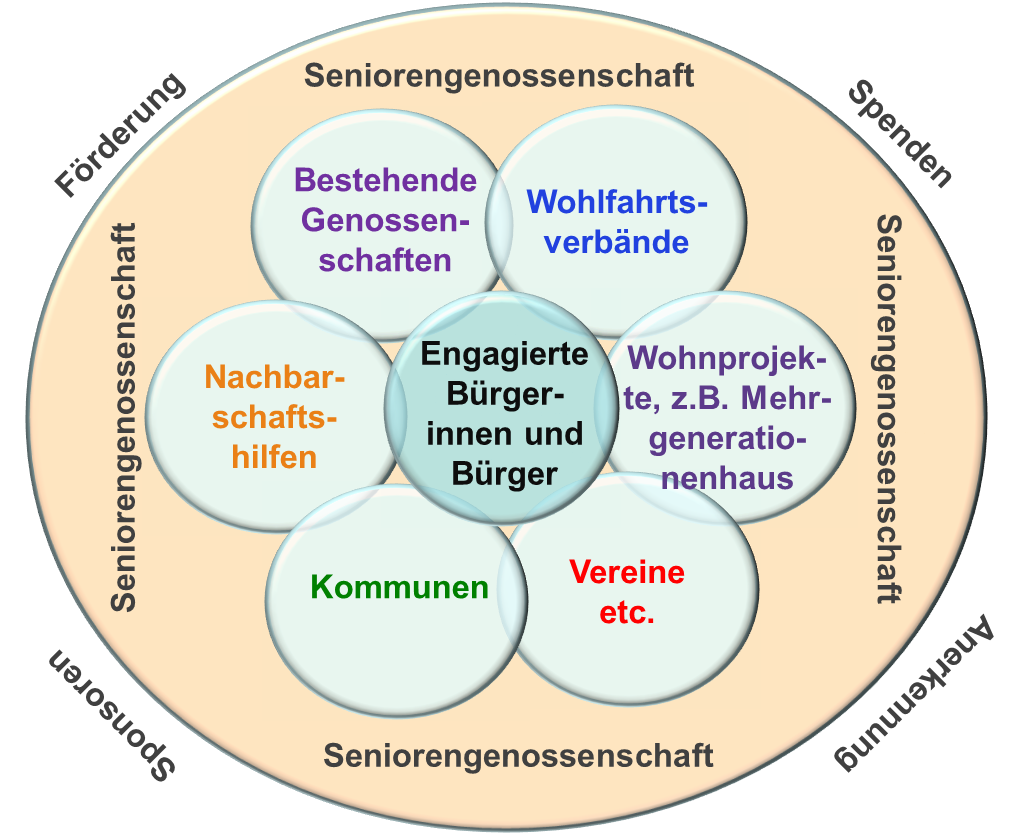 Seniorengenossenschaft
Förderung
Spenden
Bestehende
Genossen-
schaften
Wohlfahrts-
verbände
Seniorengenossenschaft
Seniorengenossenschaft
Nachbar-
schafts-
hilfen
Engagierte
Bürger-
innen und
Bürger
Wohnprojek-
te, z.B. Mehr-
generatio-
nenhaus
Kommunen
Vereine
etc.
Sponsoren
Anerkennung
Seniorengenossenschaft